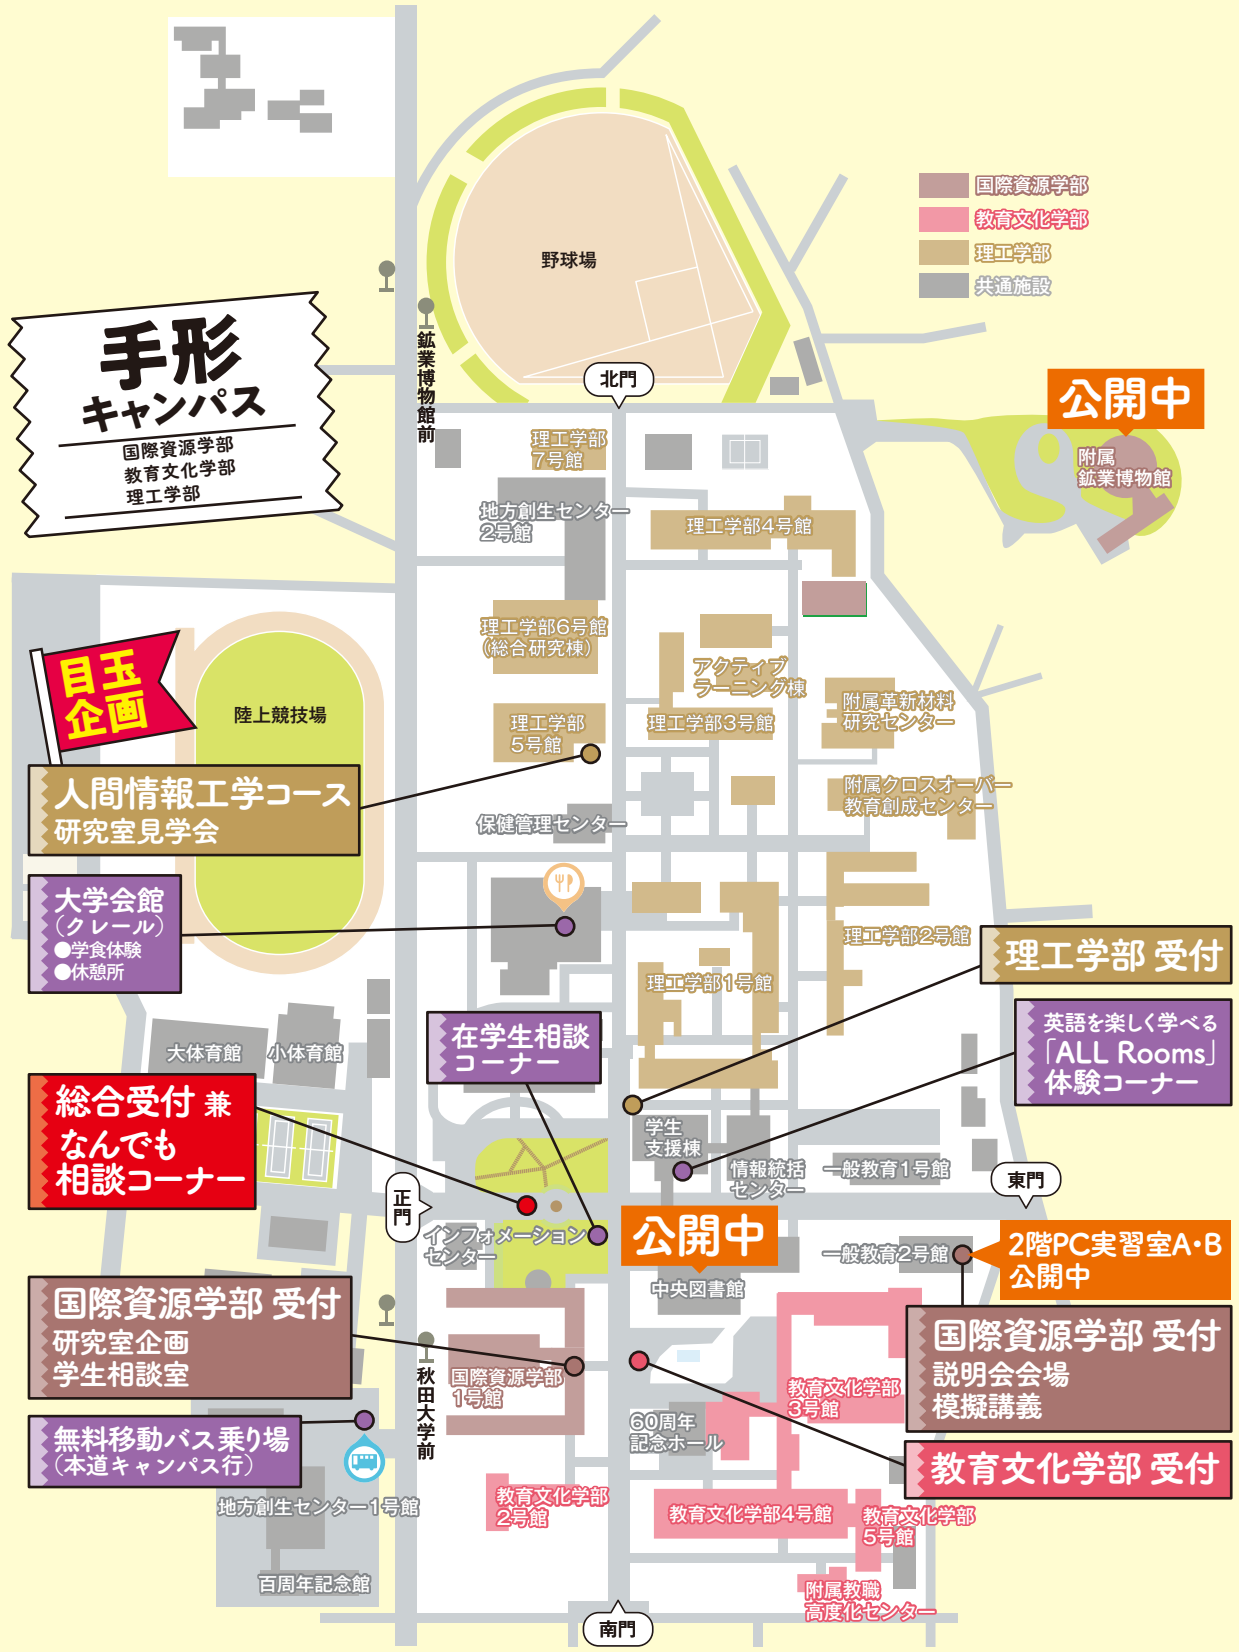 国際資源学部
教育文化学部
理工学部
共通施設
野球場
手形
キャンパス
国際資源学部
教育文化学部
理工学部
鉱業博物館前
北門
公開中
附属
鉱業博物館
理工学部
7号館
地方創生センター
2号館
理工学部4号館
理工学部6号館
(総合研究棟)
アクティブ
ラーニング棟
目玉
企画
陸上競技場
理工学部
5号館
理工学部3号館
附属革新材料
研究センター
人間情報工学コース
研究室見学会
附属クロスオーバー
教育創成センター
保健管理センター
大学会館
(クレール)
●学食体験
●休憩所
理工学部2号館
理工学部 受付
理工学部1号館
英語を楽しく学べる
「ALL Rooms」
体験コーナー
在学生相談
コーナー
大体育館
小体育館
総合受付 兼
なんでも
相談コーナー
学生
支援棟
情報統括
センター
一般教育1号館
東門
正門
インフォメーション
センター
公開中
中央図書館
一般教育2号館
2階PC実習室A・B
公開中
国際資源学部 受付
研究室企画
学生相談室
国際資源学部 受付
説明会会場
模擬講義
秋田大学前
国際資源学部
1号館
教育文化学部
3号館
60周年
記念ホール
無料移動バス乗り場
(本道キャンパス行)
教育文化学部 受付
地方創生センター1号館
教育文化学部
2号館
教育文化学部4号館
教育文化学部
5号館
百周年記念館
附属教職
高度化センター
南門